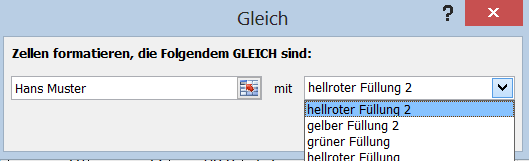 Gleich
?
Zellen formatieren, die Folgendem GLEICH sind:
Hans Muster mit hellroter Füllung 2
hellroter Füllung 2
gelber Füllung 2
grüner Füllung
hellroter Füllung